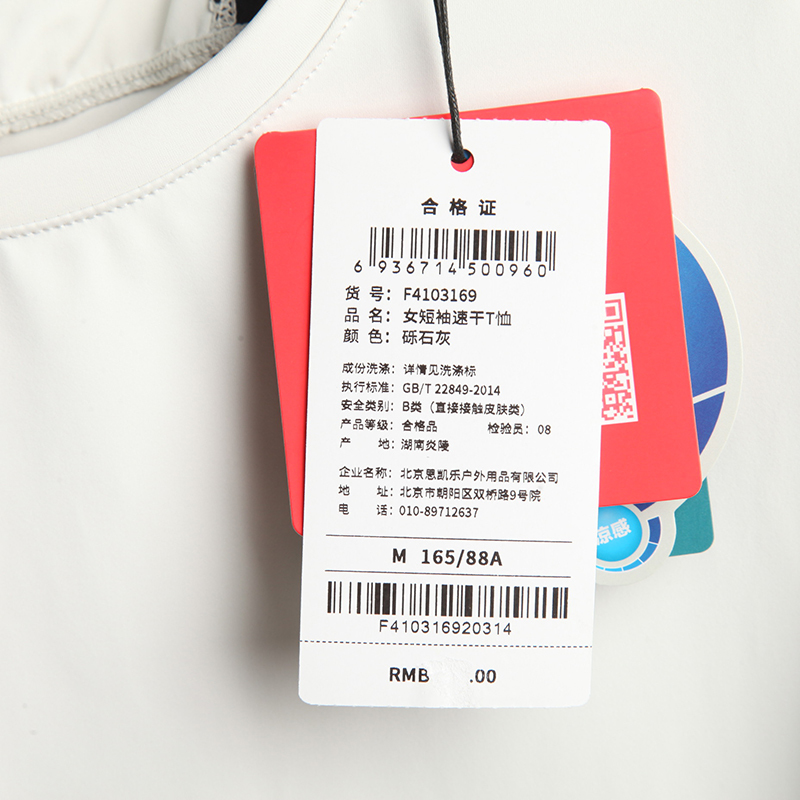 合格证
6 936714 500960
货号：F4103169
品名：女短袖速干T恤
颜色：砾石灰
成份洗涤：详情见洗涤标
执行标准：GB/T 22849-2014
安全类别：B类（直接接触皮肤类）
产品等级：合格品 检验员：08
产地：湖南炎陵
企业名称：北京恩凯乐户外用品有限公司
地址：北京市朝阳区双桥路9号院
电话：010-89712637
M 165/88A
F410316920314
RMB .00
凉感